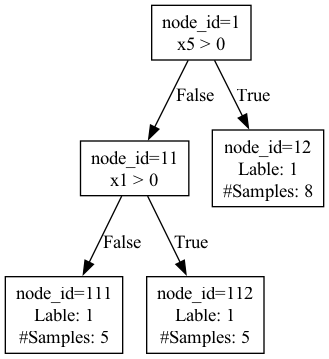 node_id=1
x5 > 0
False
True
node_id=11
x1 > 0
node_id=12
Lable: 1
#Samples: 8
False
True
node_id=111
Lable: 1
#Samples: 5
node_id=112
Lable: 1
#Samples: 5